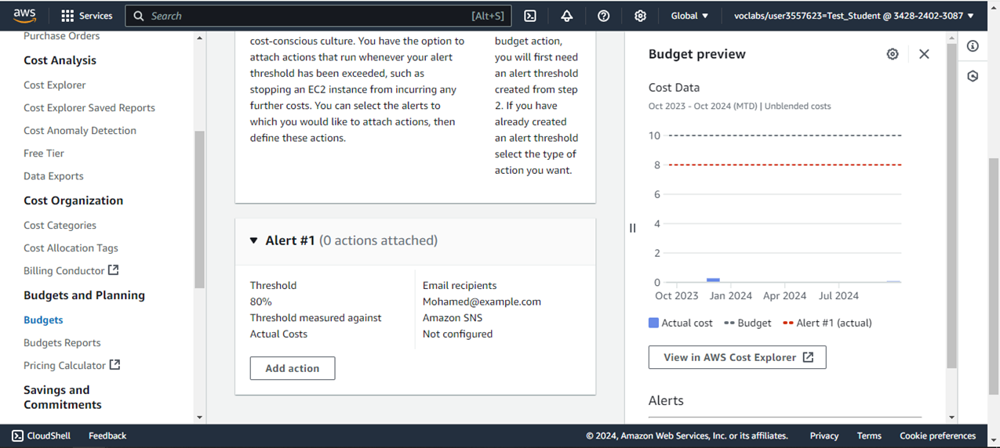 aws
Services
Search
[Alt+S]
Global
voclabs/user3557623=Test_Student @ 3428-2402-3087
Purchase Orders
Cost Analysis
Cost Explorer
Cost Explorer Saved Reports
Cost Anomaly Detection
Free Tier
Data Exports
Cost Organization
Cost Categories
Cost Allocation Tags
Billing Conductor
Budgets and Planning
Budgets
Budgets Reports
Pricing Calculator
Savings and
Commitments
cost-conscious culture. You have the option to
attach actions that run whenever your alert
threshold has been exceeded, such as
stopping an EC2 instance from incurring any
further costs. You can select the alerts to
which you would like to attach actions, then
define these actions.
budget action,
you will first need
an alert threshold
created from step
2. If you have
already created
an alert threshold
select the type of
action you want.
Alert #1 (0 actions attached)
Threshold
80%
Threshold measured against
Actual Costs
Email recipients
Mohamed@example.com
Amazon SNS
Not configured
Add action
Budget preview
Cost Data
Oct 2023 - Oct 2024 (MTD) | Unblended costs
10
8
6
4
2
0
Oct 2023 Jan 2024 Apr 2024 Jul 2024
Actual cost Budget Alert #1 (actual)
View in AWS Cost Explorer
Alerts
CloudShell
Feedback
© 2024, Amazon Web Services, Inc. or its affiliates.
Privacy
Terms
Cookie preferences